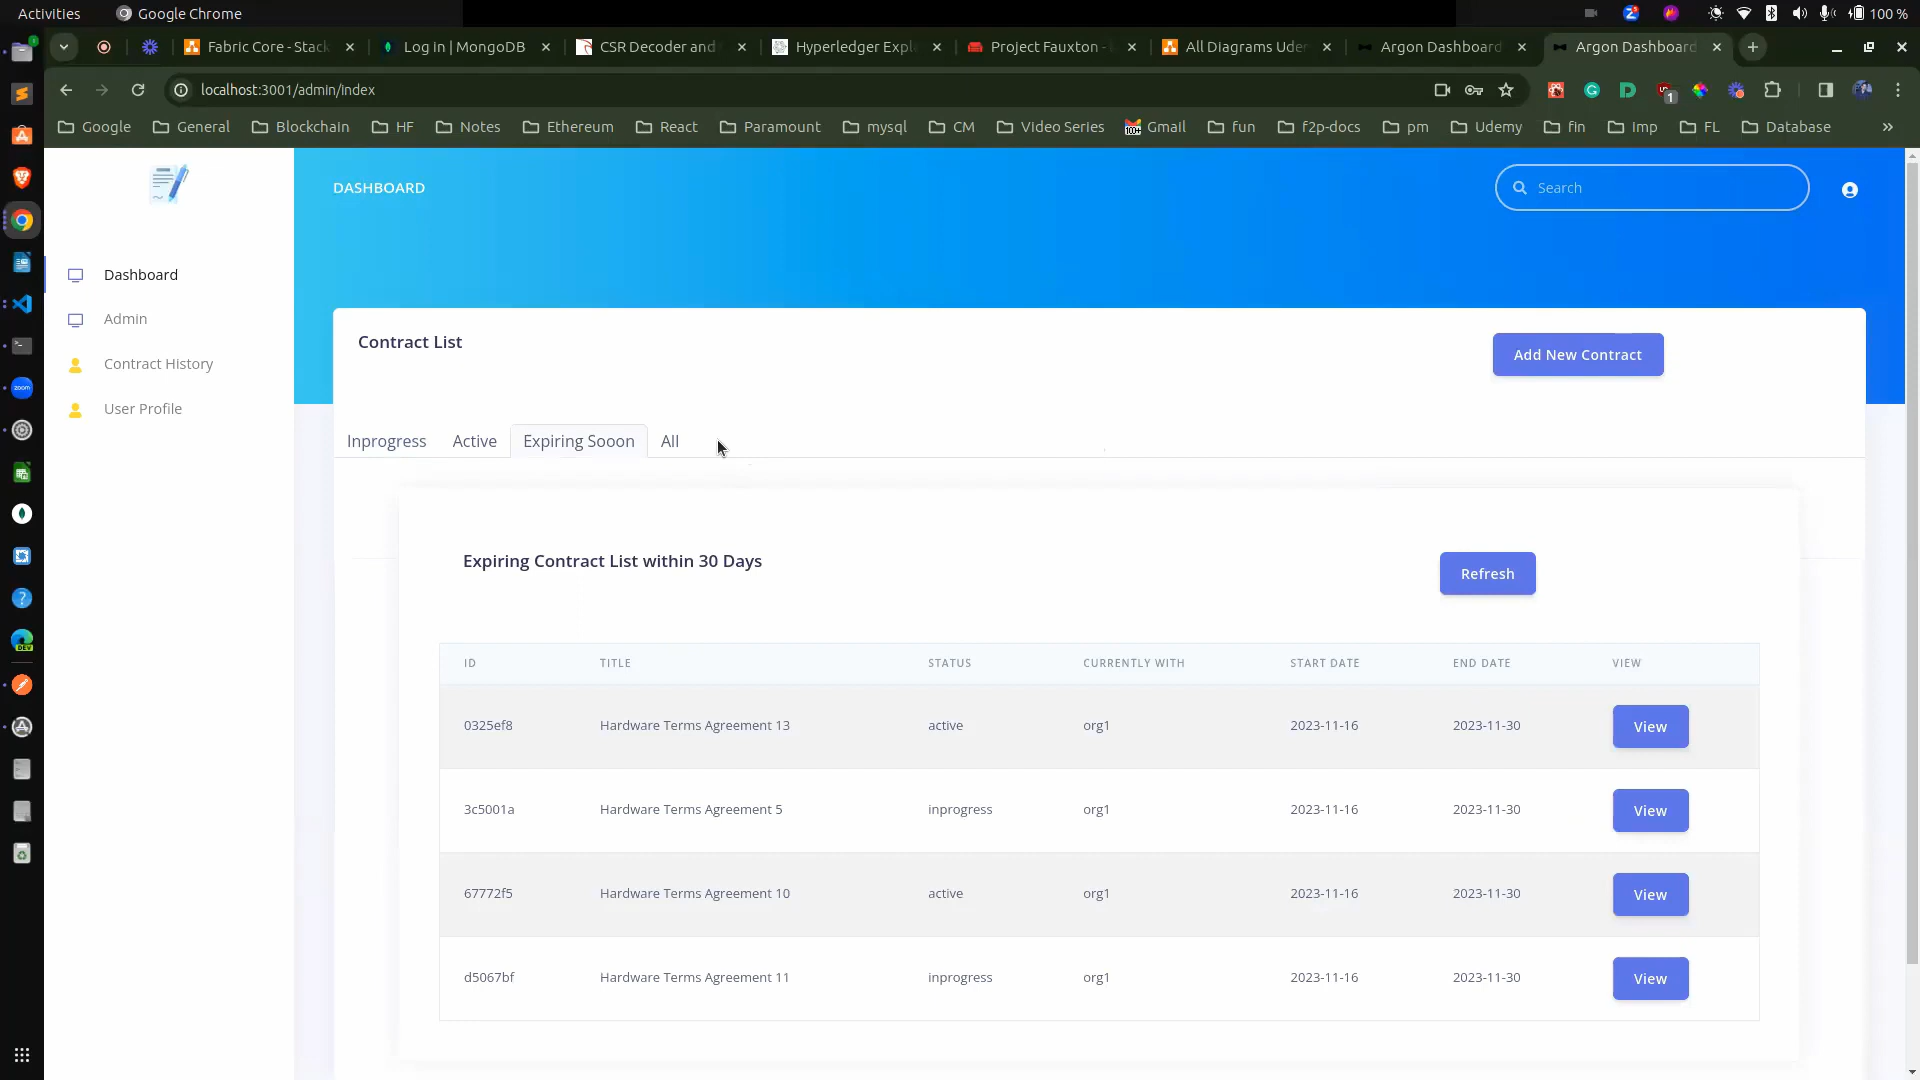 Activities
Google Chrome
100 %
Fabric Core - Stack
Log in | MongoDB
CSR Decoder and
Hyperledger Expl
Project Fauxton -
All Diagrams Uder
Argon Dashboard
Argon Dashboard
localhost:3001/admin/index
1
Google
General
Blockchain
HF
Notes
Ethereum
React
Paramount
mysql
CM
Video Series
Gmail
fun
f2p-docs
pm
Udemy
fin
imp
FL
Database
»
DASHBOARD
Search
Dashboard
Admin
Contract History
User Profile
Contract List
Add New Contract
Inprogress
Active
Expiring Sooon
All
Expiring Contract List within 30 Days
Refresh
ID TITLE STATUS CURRENTLY WITH START DATE END DATE VIEW
0325ef8 Hardware Terms Agreement 13 active org1 2023-11-16 2023-11-30 View
3c5001a Hardware Terms Agreement 5 inprogress org1 2023-11-16 2023-11-30 View
67772f5 Hardware Terms Agreement 10 active org1 2023-11-16 2023-11-30 View
d5067bf Hardware Terms Agreement 11 inprogress org1 2023-11-16 2023-11-30 View
zoom
DEV